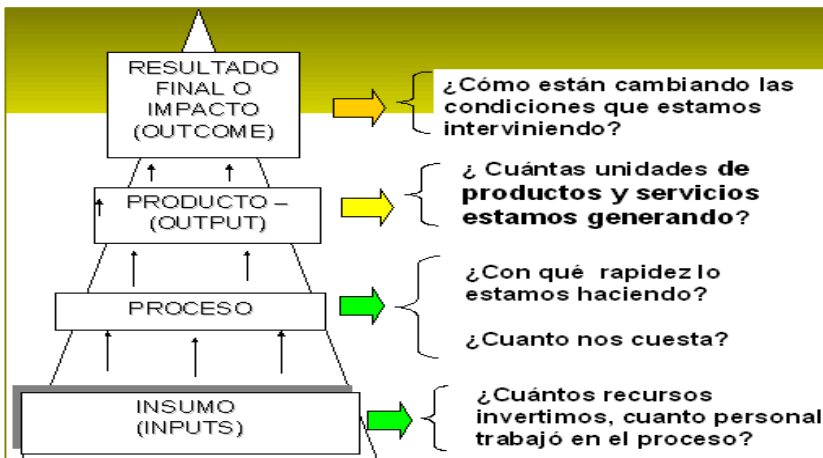 RESULTADO
FINAL O
IMPACTO
(OUTCOME)
¿Cómo están cambiando las
condiciones que estamos
interviniendo?
PRODUCTO –
(OUTPUT)
¿ Cuántas unidades de
productos y servicios
estamos generando?
PROCESO
¿Con qué rapidez lo
estamos haciendo?
¿Cuanto nos cuesta?
INSUMO
(INPUTS)
¿Cuántos recursos
invertimos, cuanto personal
trabajó en el proceso?